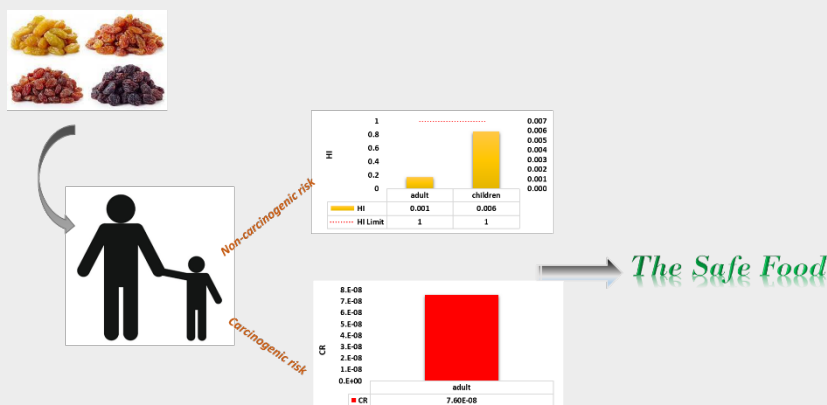 Non-carcinogenic risk
HI
1
0.8
0.6
0.4
0.2
0
0.007
0.006
0.005
0.004
0.003
0.002
0.001
0.000
adult children
HI 0.001 0.006
HI Limit 1 1
The Safe Food
Carcinogenic risk
CR
8.E-08
7.E-08
6.E-08
5.E-08
4.E-08
3.E-08
2.E-08
1.E-08
0.E+00
adult
CR 7.60E-08